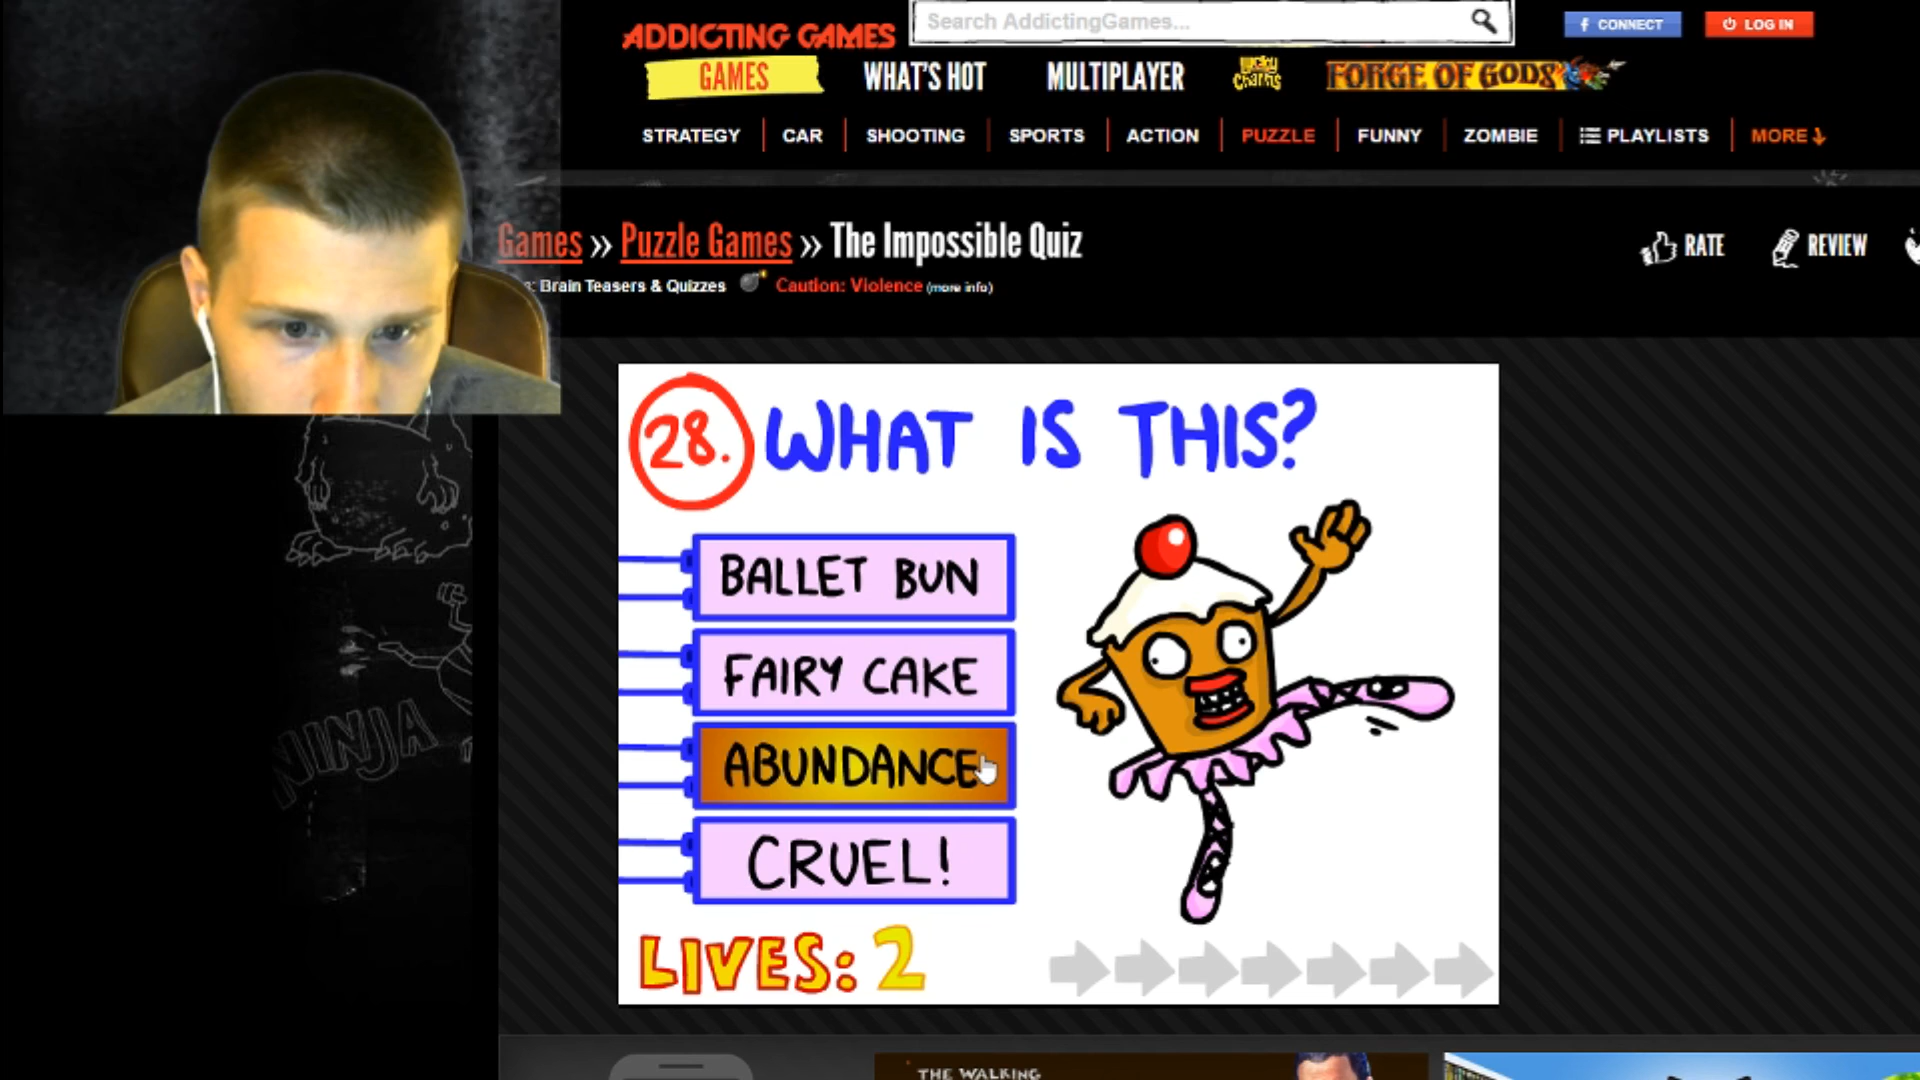 ADDICTING GAMES
Search AddictingGames...
f CONNECT
LOG IN
GAMES
WHAT'S HOT
MULTIPLAYER
Lucky Charms
FORGE OF GODS
STRATEGY
CAR
SHOOTING
SPORTS
ACTION
PUZZLE
FUNNY
ZOMBIE
PLAYLISTS
MORE
Games » Puzzle Games » The Impossible Quiz
RATE
REVIEW
: Brain Teasers & Quizzes
Caution: Violence (more info)
28. WHAT IS THIS?
BALLET BUN
FAIRY CAKE
ABUNDANCE
CRUEL!
LIVES: 2
NINJA
THE WALKING